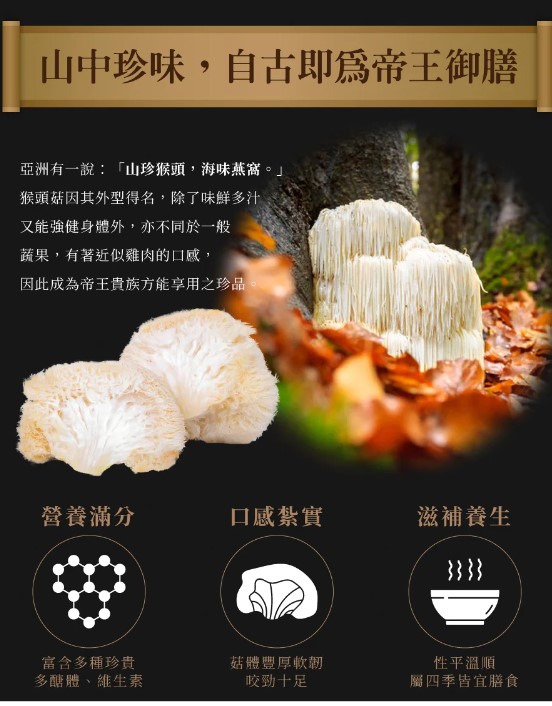 山中珍味，自古即爲帝王御膳
亞洲有一說：「山珍猴頭，海味燕窩。」
猴頭菇因其外型得名，除了味鮮多汁
又能強健身體外，亦不同於一般
蔬果，有著近似雞肉的口感，
因此成為帝王貴族方能享用之珍品。
營養滿分
口感紮實
滋補養生
富含多種珍貴
多醣體、維生素
菇體豐厚軟韌
咬勁十足
性平溫順
屬四季皆宜膳食